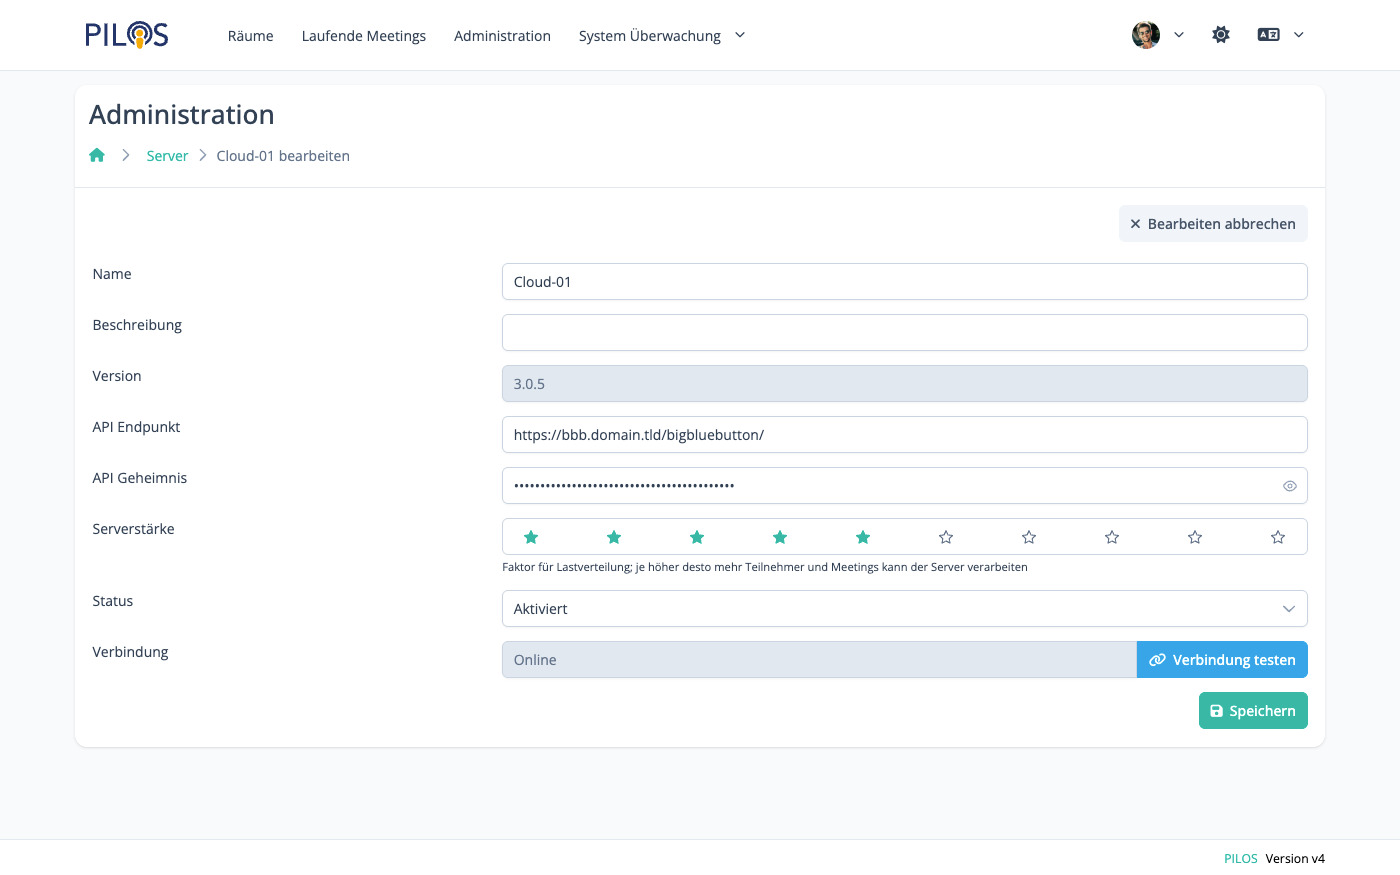 PILOS
Räume Laufende Meetings Administration System Überwachung
Administration
Server Cloud-01 bearbeiten
Bearbeiten abbrechen
Name Cloud-01
Beschreibung
Version 3.0.5
API Endpunkt https://bbb.domain.tld/bigbluebutton/
API Geheimnis •••••••••••••••••••••••••••••••••••••••••
Serverstärke
Faktor für Lastverteilung; je höher desto mehr Teilnehmer und Meetings kann der Server verarbeiten
Status Aktiviert
Verbindung Online Verbindung testen
Speichern
PILOS Version v4